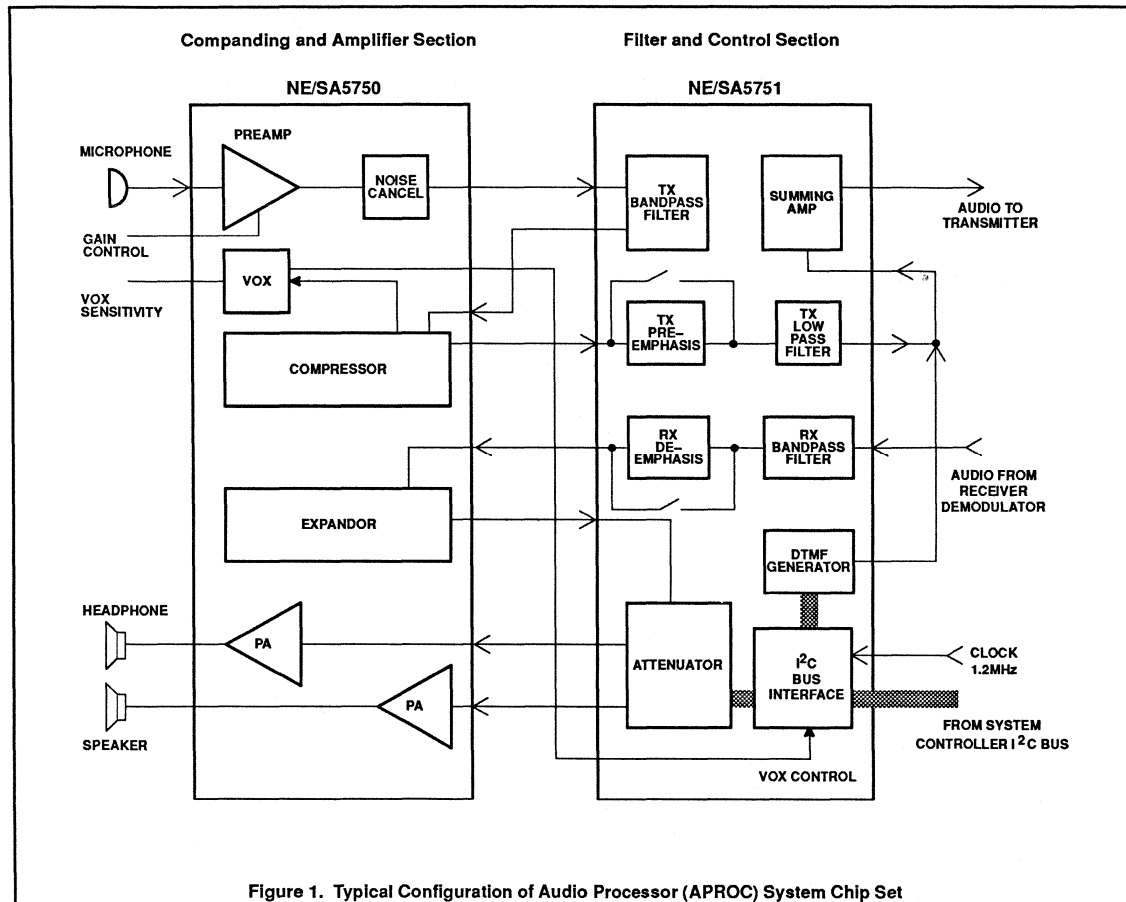 Companding and Amplifier Section
Filter and Control Section
NE/SA5750
NE/SA5751
PREAMP
MICROPHONE
NOISE
CANCEL
TX
BANDPASS
FILTER
SUMMING
AMP
AUDIO TO
TRANSMITTER
GAIN
CONTROL
VOX
VOX
SENSITIVITY
COMPRESSOR
TX
PRE–
EMPHASIS
TX
LOW
PASS
FILTER
RX
DE–
EMPHASIS
RX
BANDPASS
FILTER
AUDIO FROM
RECEIVER
DEMODULATOR
EXPANDOR
DTMF
GENERATOR
HEADPHONE
PA
ATTENUATOR
I²C
BUS
INTERFACE
CLOCK
1.2MHz
PA
SPEAKER
FROM SYSTEM
CONTROLLER I²C BUS
VOX CONTROL
Figure 1. Typical Configuration of Audio Processor (APROC) System Chip Set